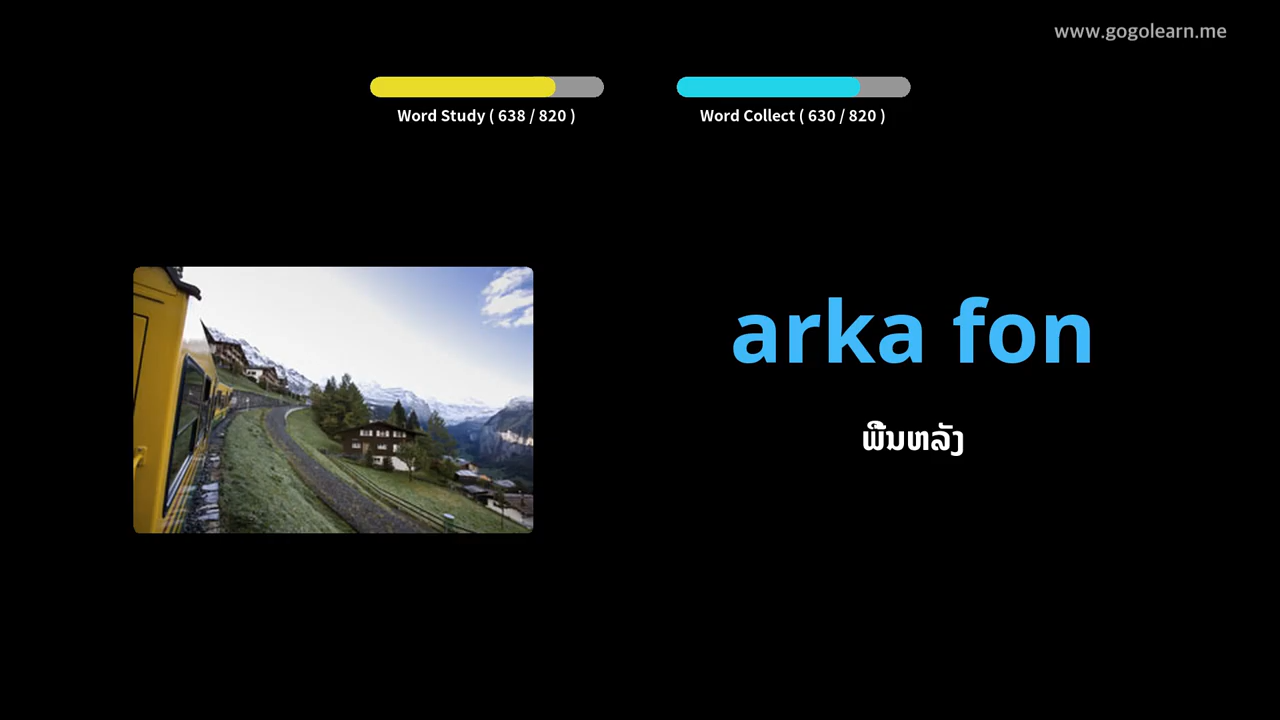 www.gogolearn.me
Word Study ( 638 / 820 )
Word Collect ( 630 / 820 )
arka fon
ພື້ນຫລັງ